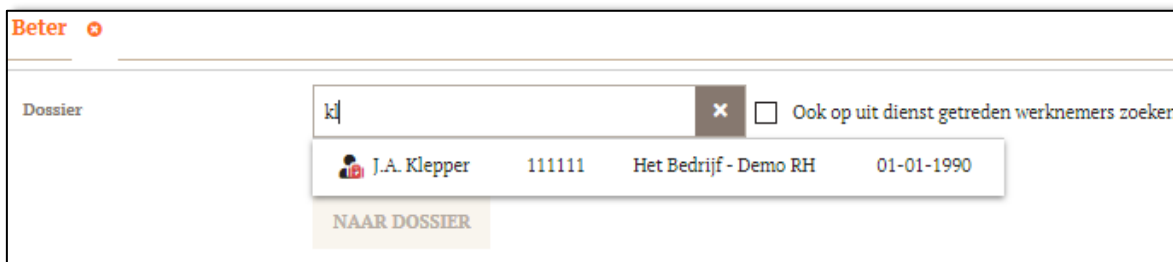 Beter
Dossier kl Ook op uit dienst getreden werknemers zoeken
J.A. Klepper 111111 Het Bedrijf - Demo RH 01-01-1990
NAAR DOSSIER